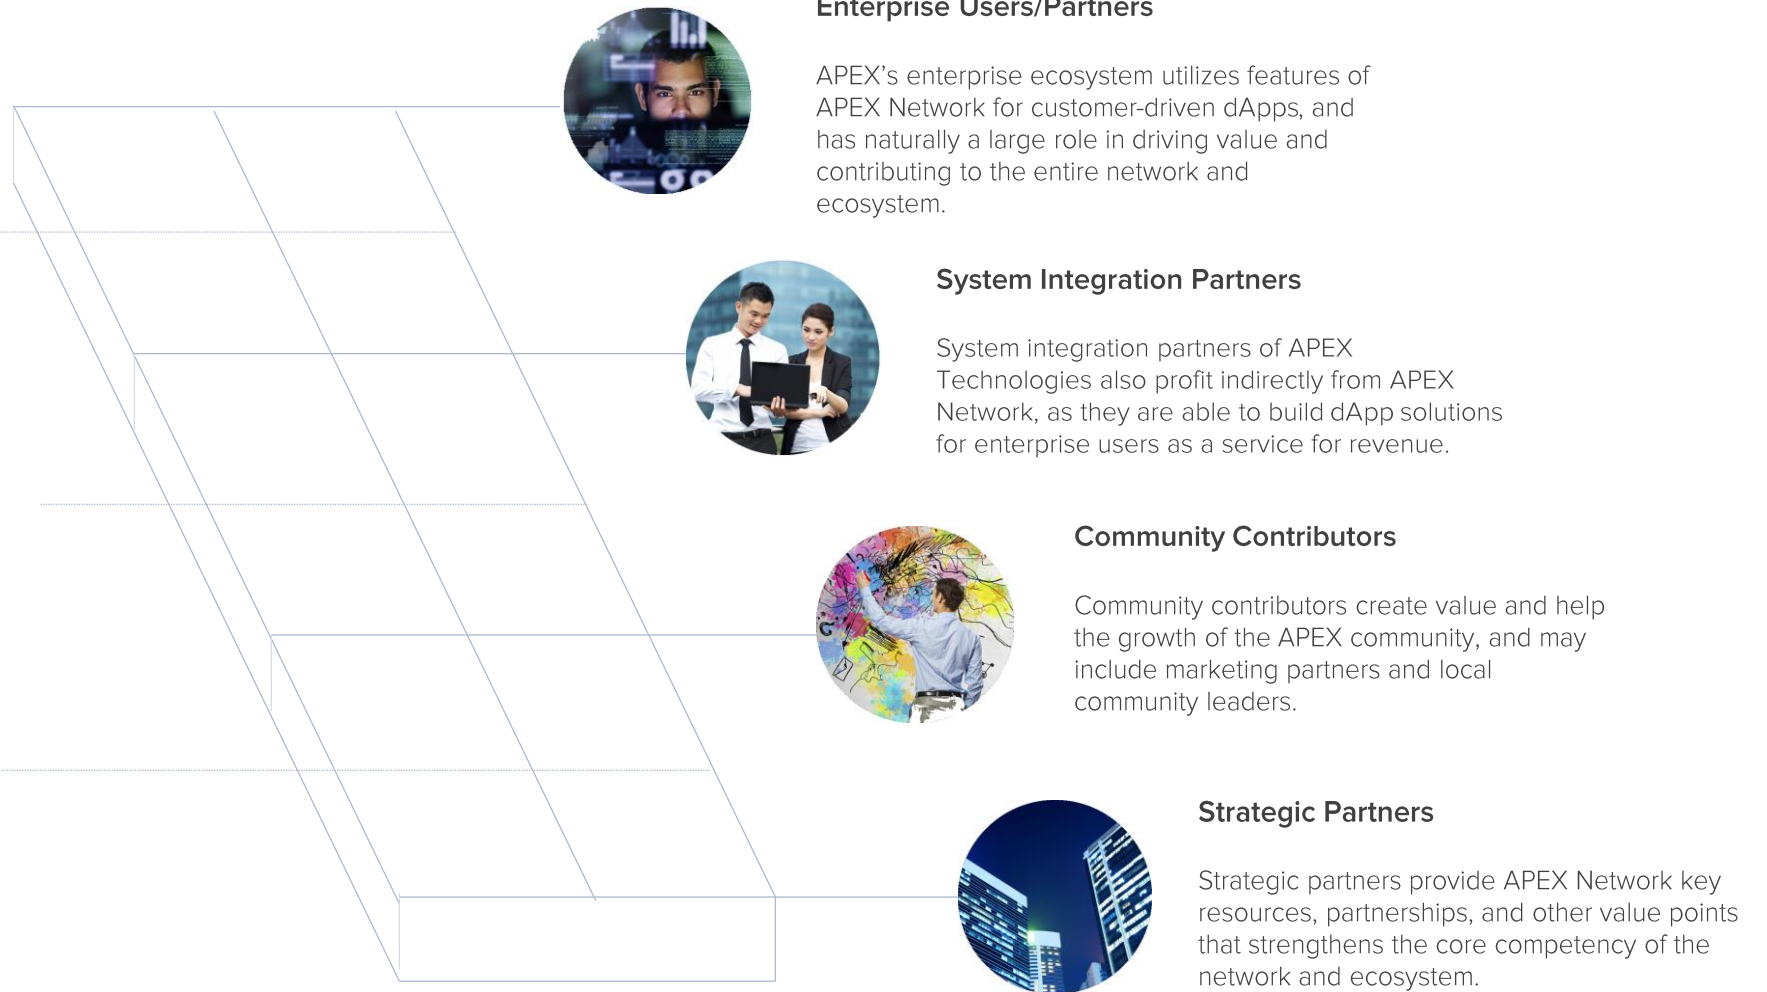 Enterprise Users/Partners
APEX’s enterprise ecosystem utilizes features of
APEX Network for customer-driven dApps, and
has naturally a large role in driving value and
contributing to the entire network and
ecosystem.
System Integration Partners
System integration partners of APEX
Technologies also profit indirectly from APEX
Network, as they are able to build dApp solutions
for enterprise users as a service for revenue.
Community Contributors
Community contributors create value and help
the growth of the APEX community, and may
include marketing partners and local
community leaders.
Strategic Partners
Strategic partners provide APEX Network key
resources, partnerships, and other value points
that strengthens the core competency of the
network and ecosystem.